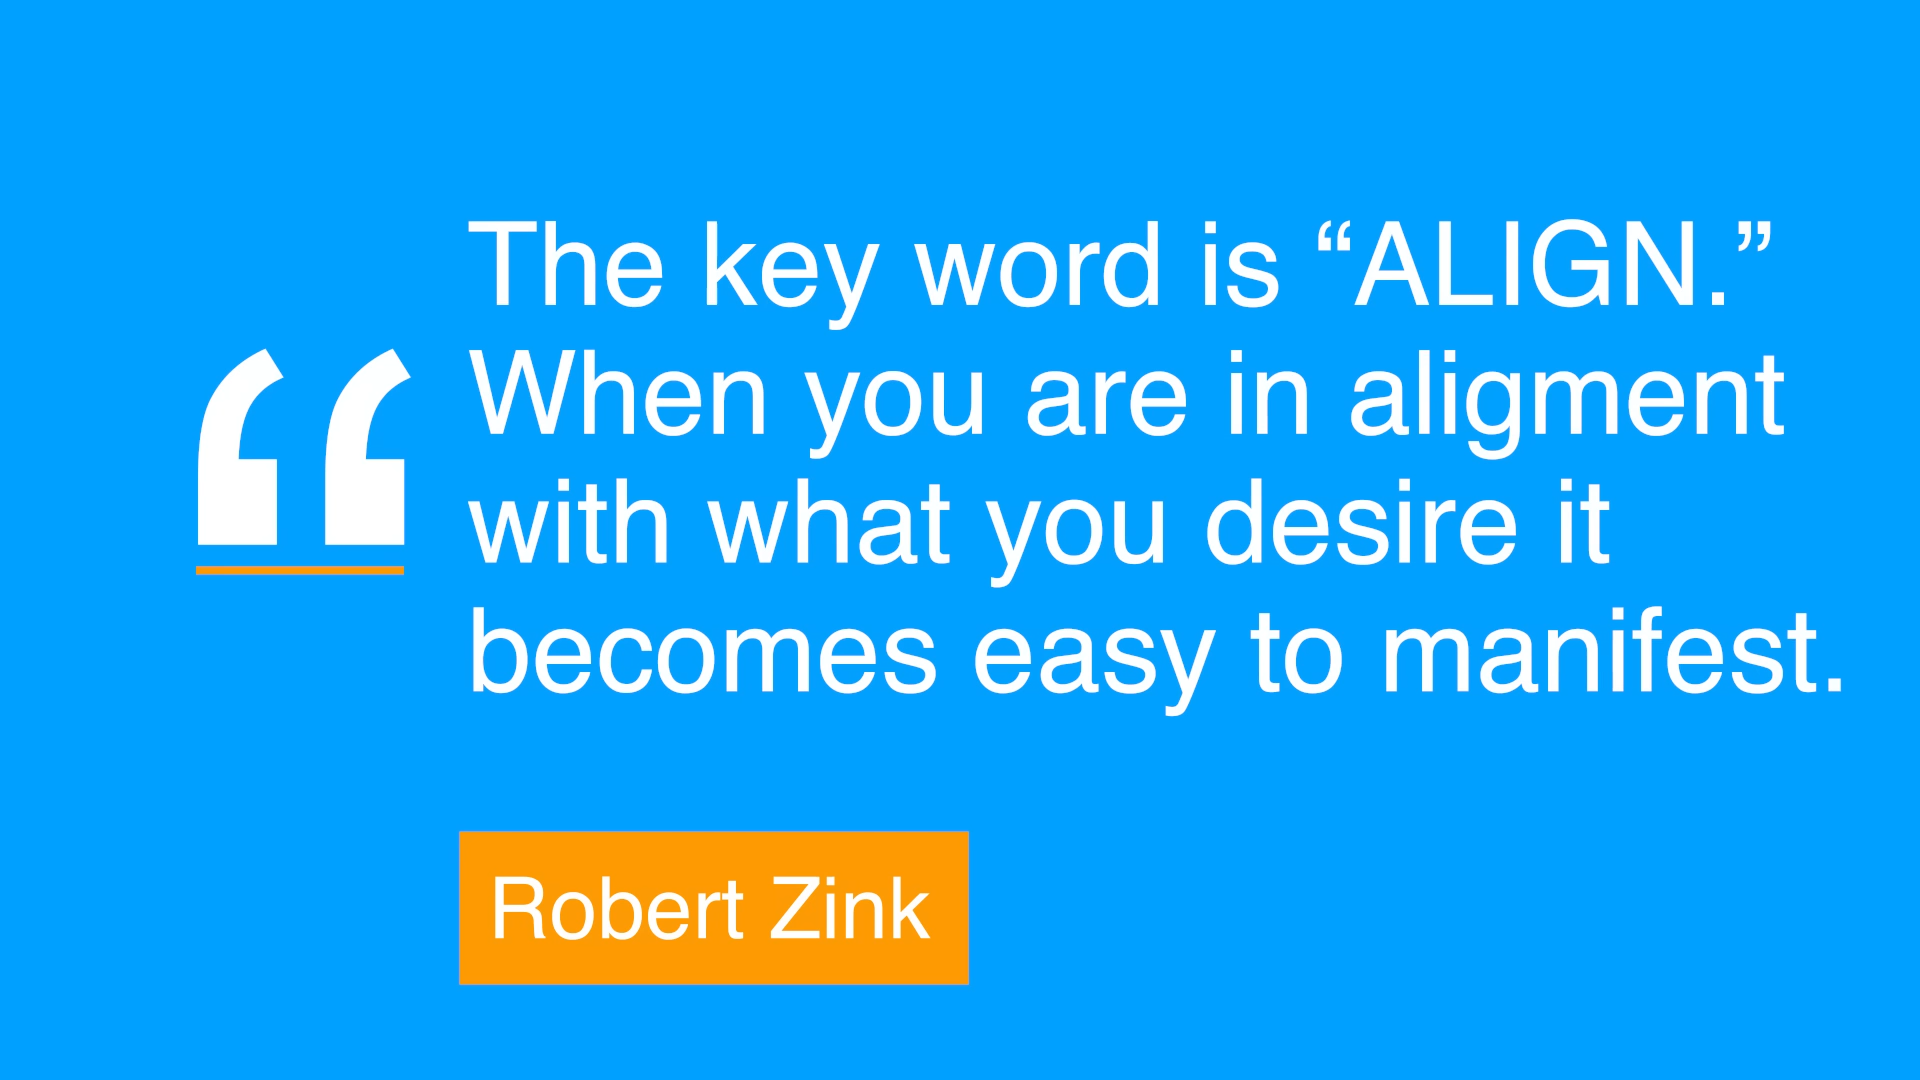 The key word is “ALIGN.”
When you are in aligment
with what you desire it
becomes easy to manifest.
Robert Zink